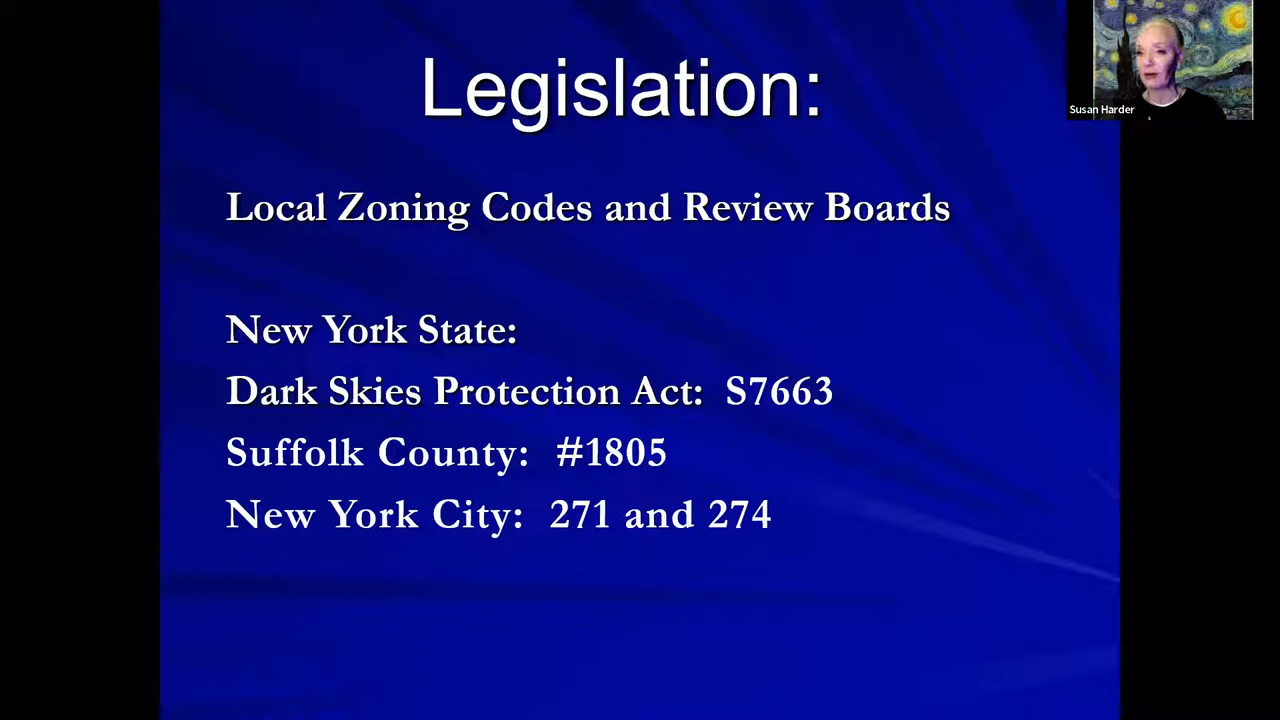 Legislation:
Susan Harder
Local Zoning Codes and Review Boards
New York State:
Dark Skies Protection Act: S7663
Suffolk County: #1805
New York City: 271 and 274